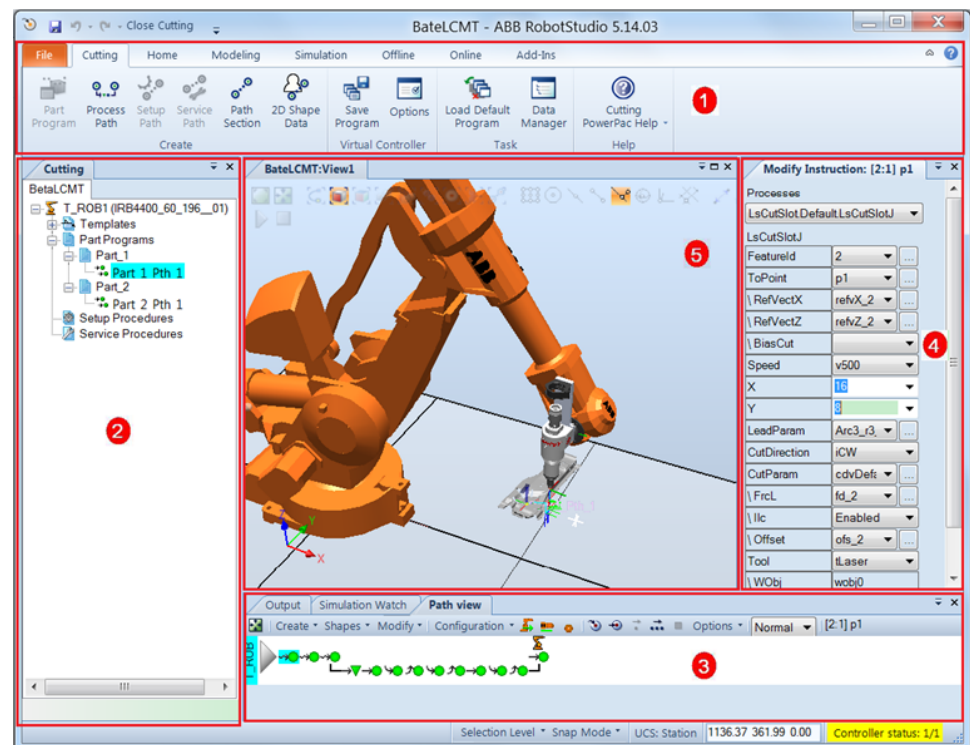 Close Cutting
BateLCMT - ABB RobotStudio 5.14.03
File Cutting Home Modeling Simulation Offline Online Add-Ins
Part Program
Process Path
Setup Path
Service Path
Path Section
2D Shape Data
Save Program
Options
Load Default Program
Data Manager
Cutting PowerPac Help
1
Create
Virtual Controller
Task
Help
Cutting
BetaLCMT
T_ROB1 (IRB4400_60_196__01)
Templates
Part Programs
Part_1
Part 1 Pth 1
Part_2
Part 2 Pth 1
Setup Procedures
Service Procedures
2
BateLCMT:View1
5
ABB
ABB
Pth_1
Z
Y
X
Modify Instruction: [2:1] p1
Processes
LsCutSlot.Default.LsCutSlotJ
LsCutSlotJ
FeatureId 2 ...
ToPoint p1 ...
\ RefVectX refvX_2 ...
\ RefVectZ refvZ_2 ...
\ BiasCut
4
Speed v500
X 16
Y 8
LeadParam Arc3_r3_ ...
CutDirection iCW
CutParam cdvDefa ...
\ FrcL fd_2 ...
\ Ilc Enabled
\ Offset ofs_2 ...
Tool tLaser
\ WObj wobj0
Output Simulation Watch Path view
Create Shapes Modify Configuration Options Normal [2:1] p1
T_ROB
3
Selection Level Snap Mode UCS: Station 1136.37 361.99 0.00 Controller status: 1/1